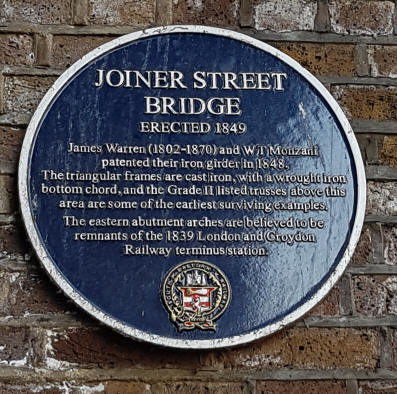 JOINER STREET
BRIDGE
ERECTED 1849
James Warren (1802-1870) and W T Monzani
patented their iron girder in 1848.
The triangular frames are cast iron, with a wrought iron
bottom chord, and the Grade II listed trusses above this
area are some of the earliest surviving examples.
The eastern abutment arches are believed to be
remnants of the 1839 London and Croydon
Railway terminus station.